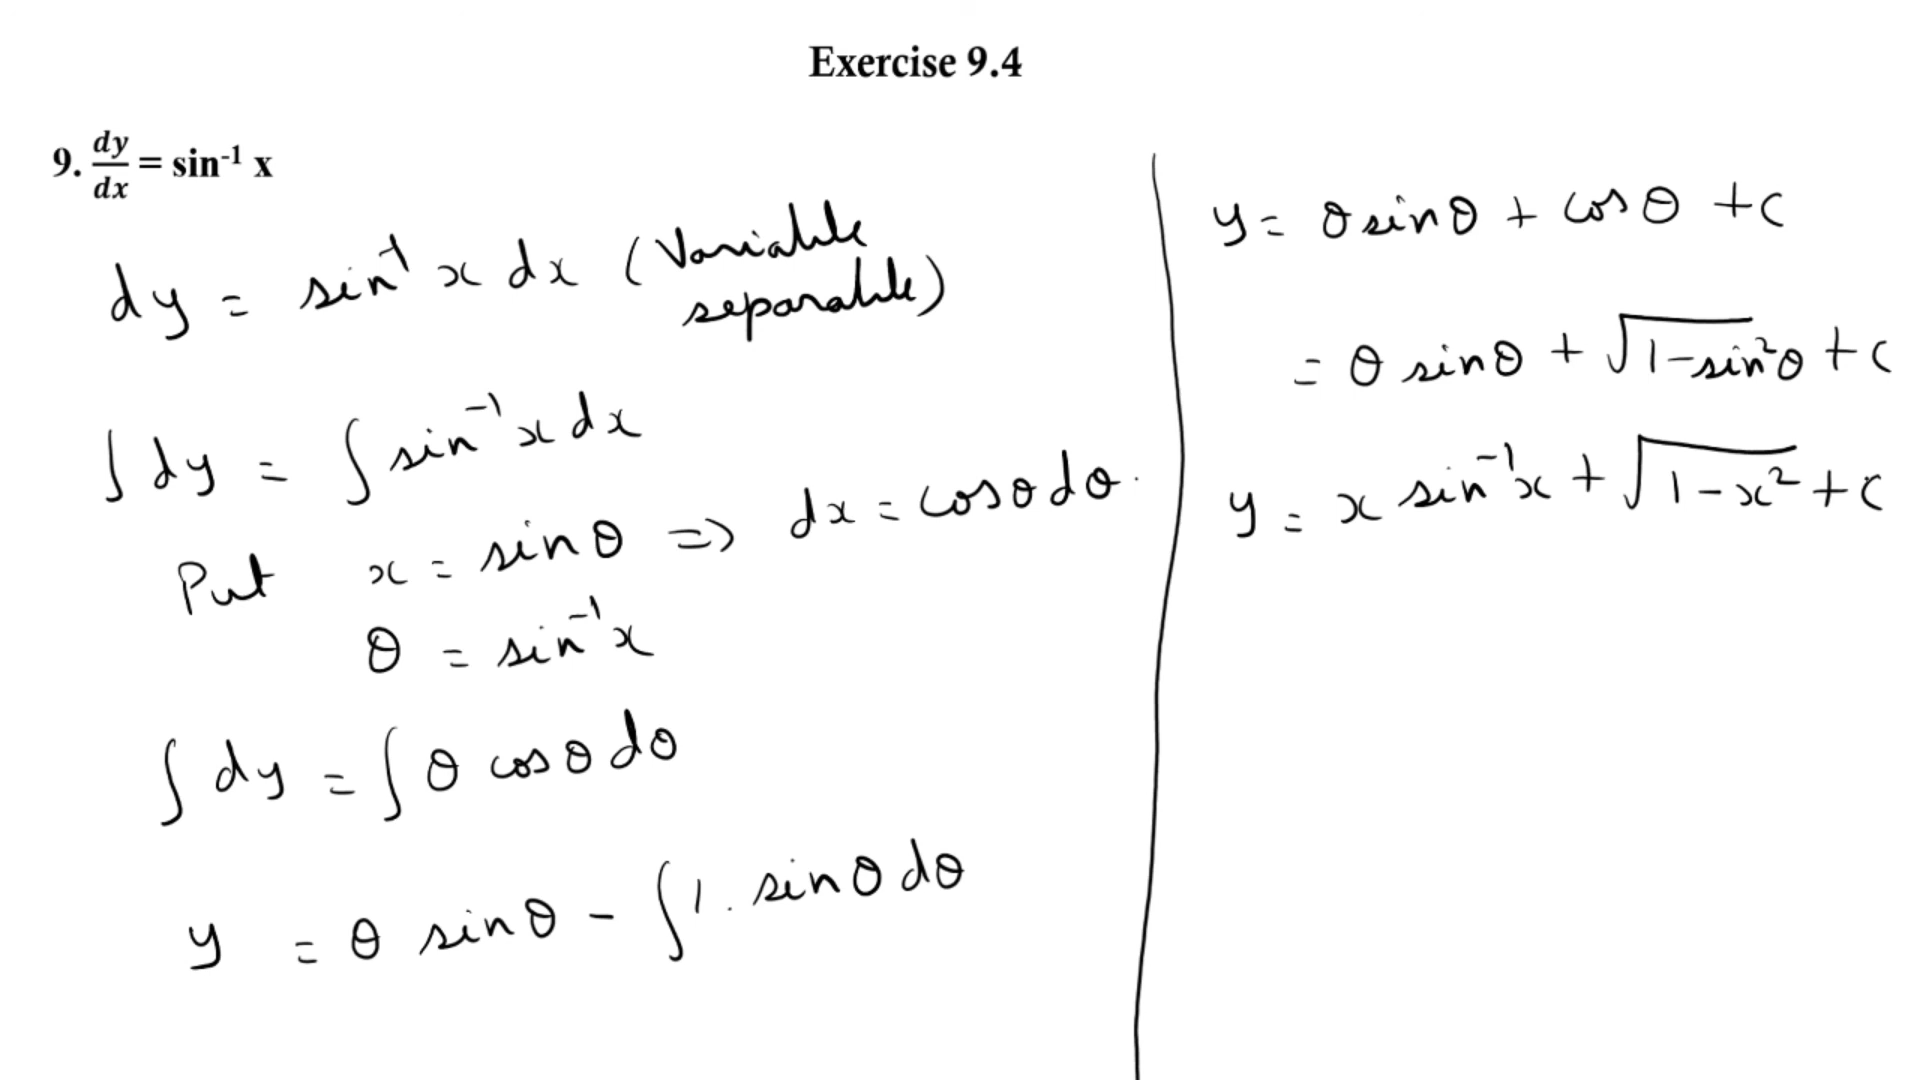 Exercise 9.4
9. dy/dx = sin⁻¹ x
dy = sin⁻¹ x dx (Variable separable)
∫ dy = ∫ sin⁻¹x dx
Put x = sin θ => dx = cos θ dθ.
θ = sin⁻¹x
∫ dy = ∫ θ cos θ dθ
y = θ sin θ - ∫ 1. sin θ dθ
y = θ sin θ + cos θ + c
= θ sin θ + √(1-sin²θ) + c
y = x sin⁻¹x + √(1-x²) + c